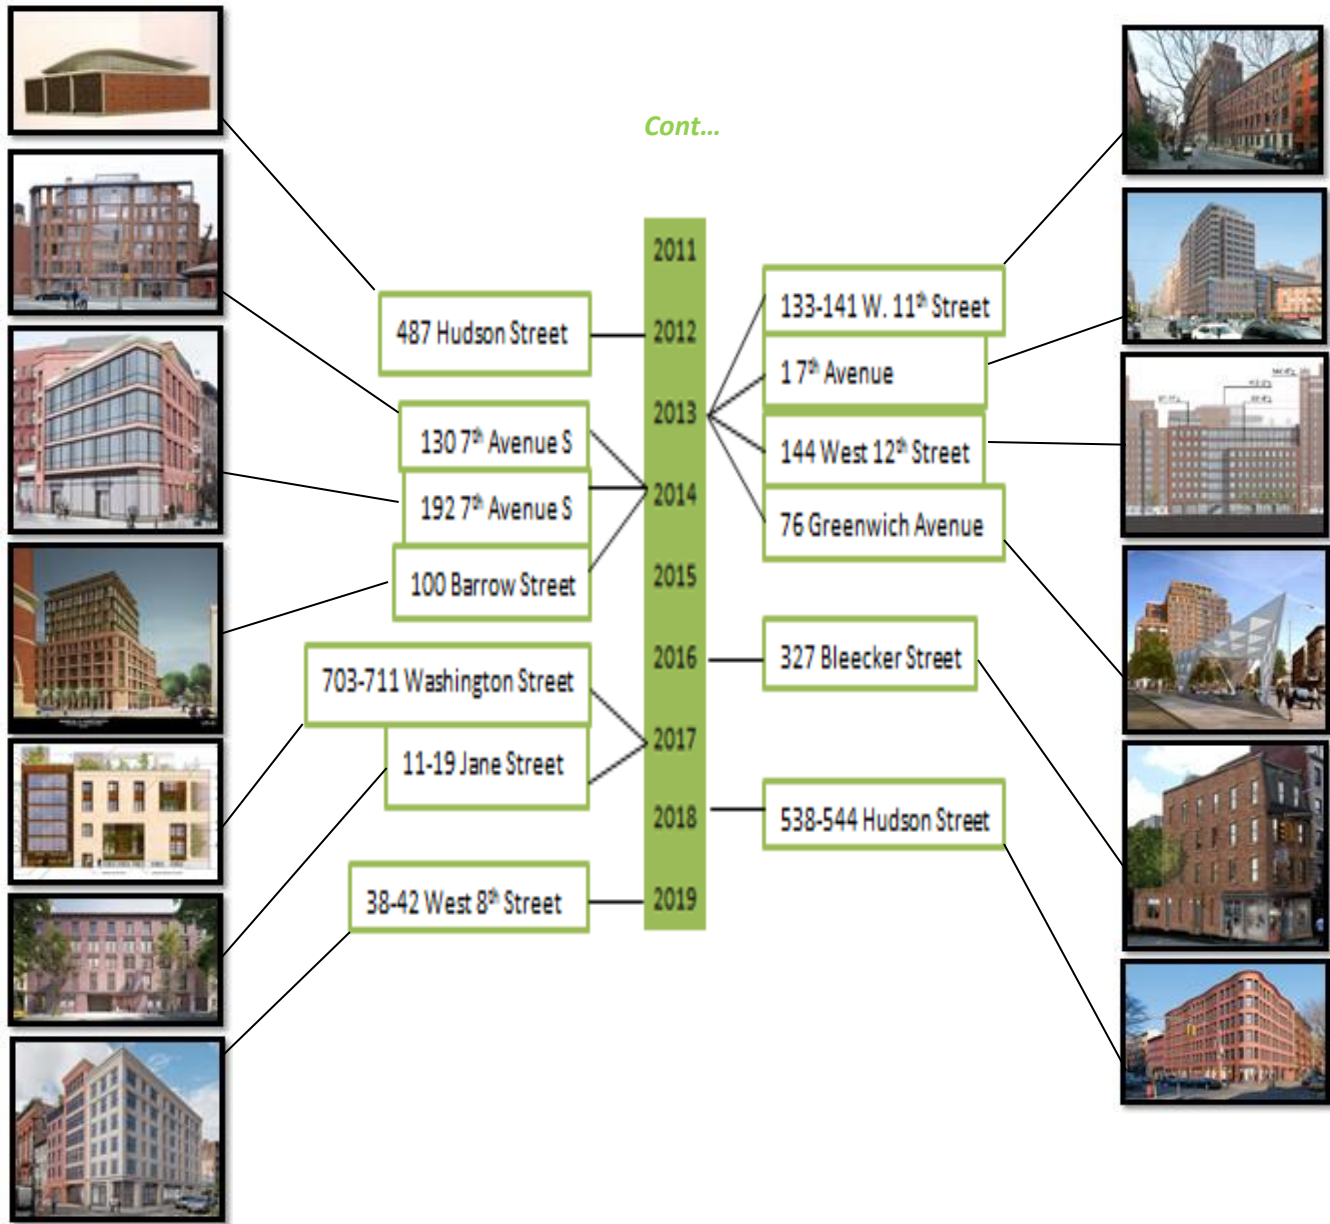 Cont...
2011
2012
2013
2014
2015
2016
2017
2018
2019
487 Hudson Street
130 7th Avenue S
192 7th Avenue S
100 Barrow Street
703-711 Washington Street
11-19 Jane Street
38-42 West 8th Street
133-141 W. 11th Street
1 7th Avenue
144 West 12th Street
76 Greenwich Avenue
327 Bleecker Street
538-544 Hudson Street